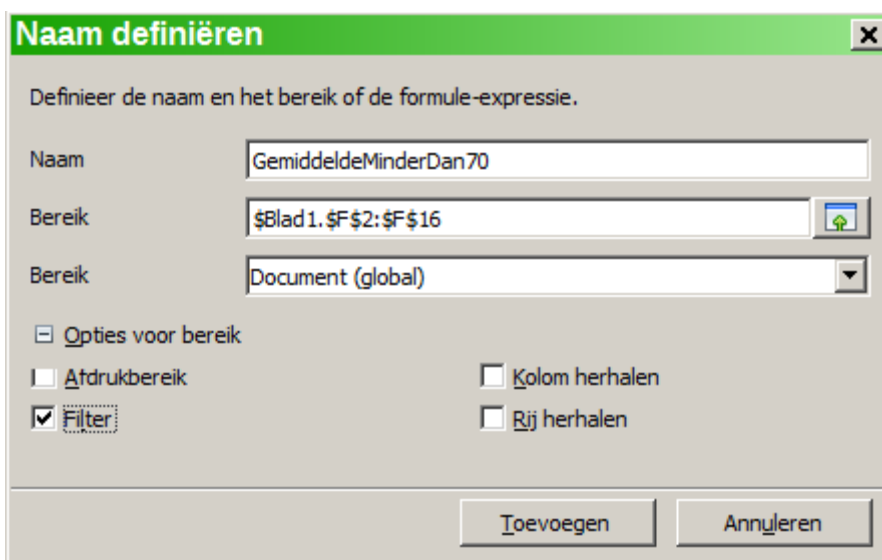 Naam definiëren
Definieer de naam en het bereik of de formule-expressie.
Naam GemiddeldeMinderDan70
Bereik $Blad1.$F$2:$F$16
Bereik Document (global)
Opties voor bereik
Afdrukbereik Kolom herhalen
Filter Rij herhalen
Toevoegen Annuleren